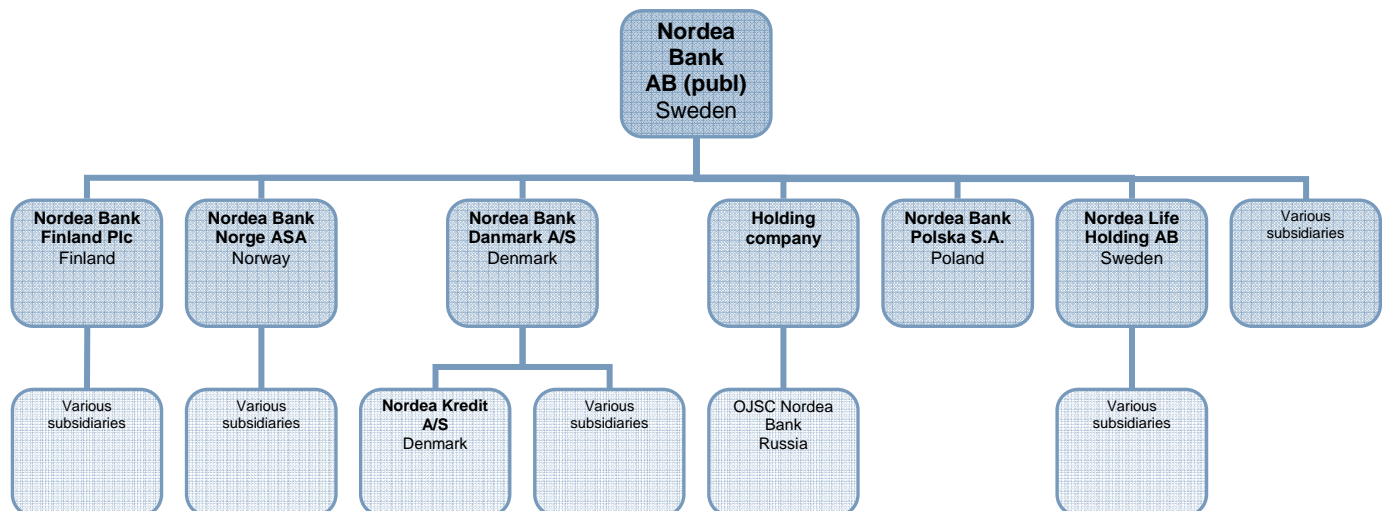 Nordea
Bank
AB (publ)
Sweden
Nordea Bank
Finland Plc
Finland
Nordea Bank
Norge ASA
Norway
Nordea Bank
Danmark A/S
Denmark
Holding
company
Nordea Bank
Polska S.A.
Poland
Nordea Life
Holding AB
Sweden
Various
subsidiaries
Various
subsidiaries
Various
subsidiaries
Nordea Kredit
A/S
Denmark
Various
subsidiaries
OJSC Nordea
Bank
Russia
Various
subsidiaries